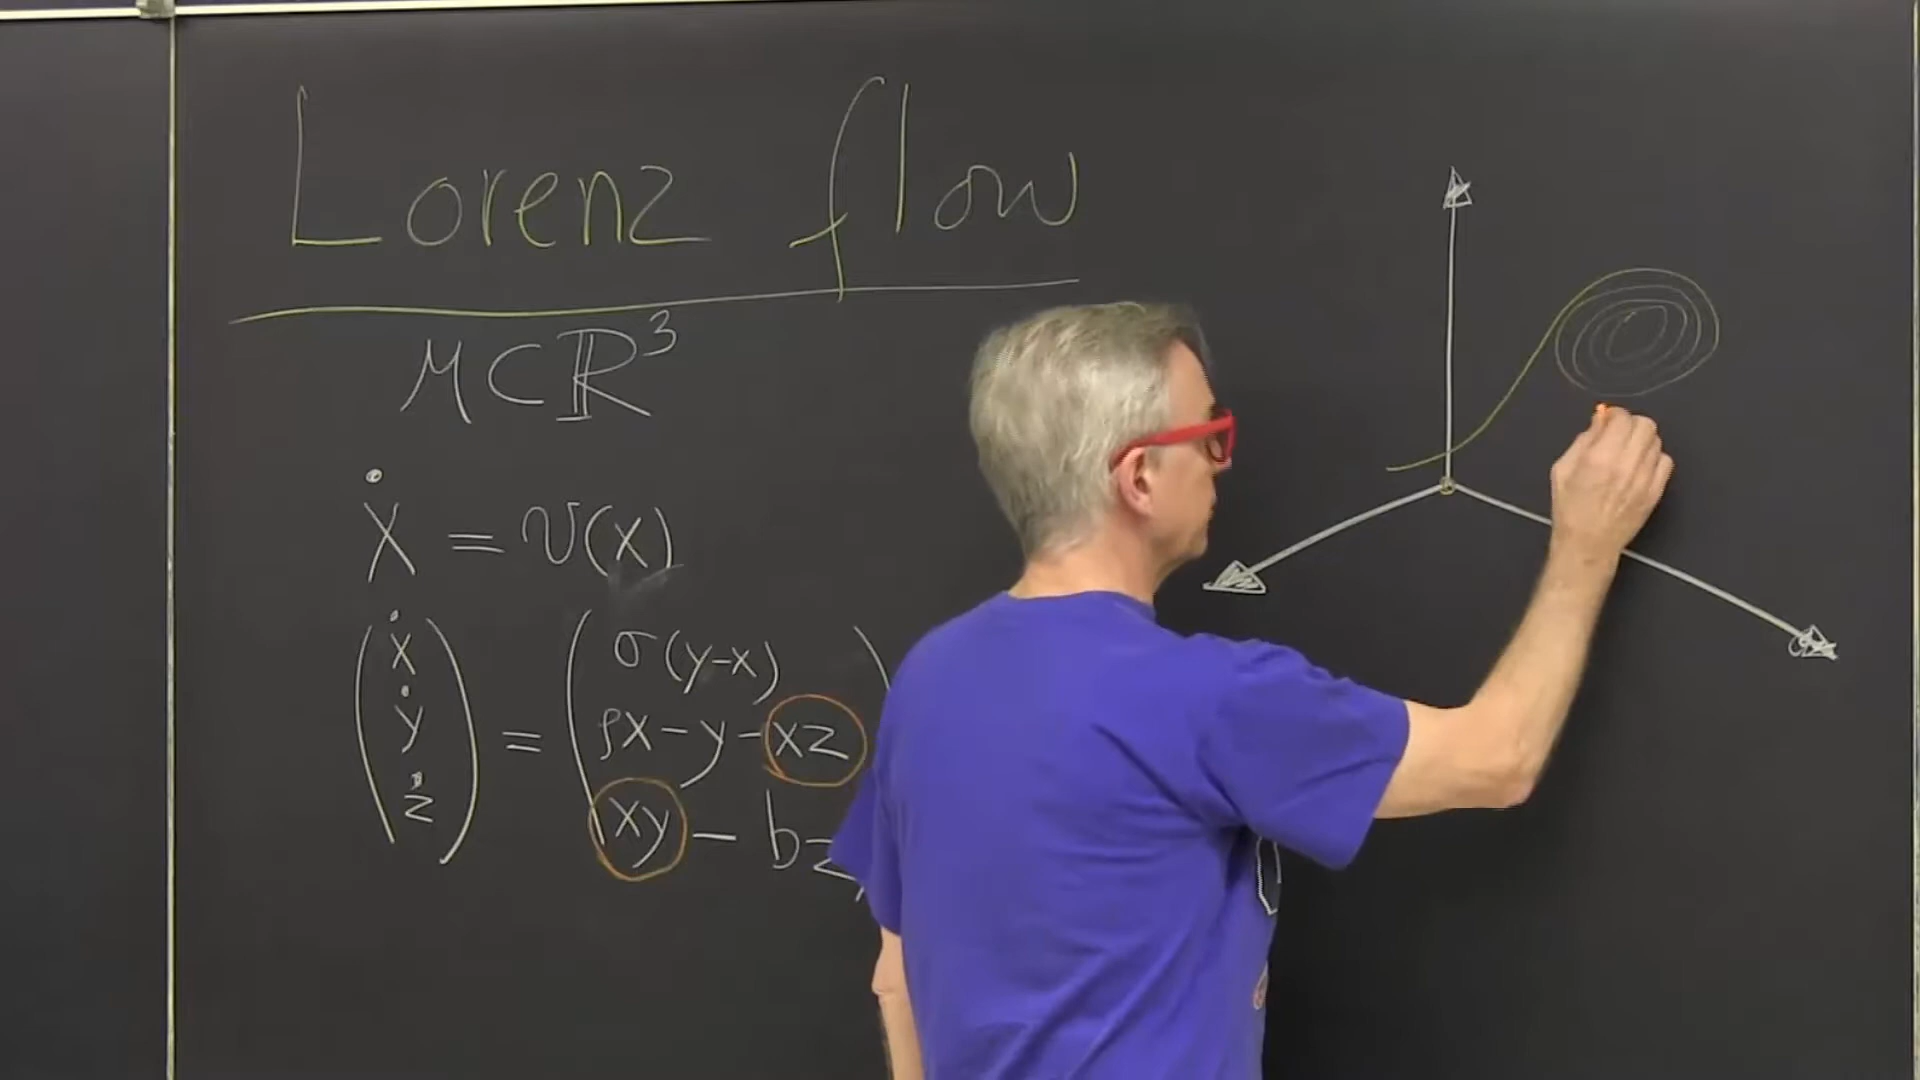 Lorenz flow
M ⊂ ℝ³
ẋ = v(x)
(ẋ ẏ ż) = (σ(y-x)
ρx - y - xz
xy - bz